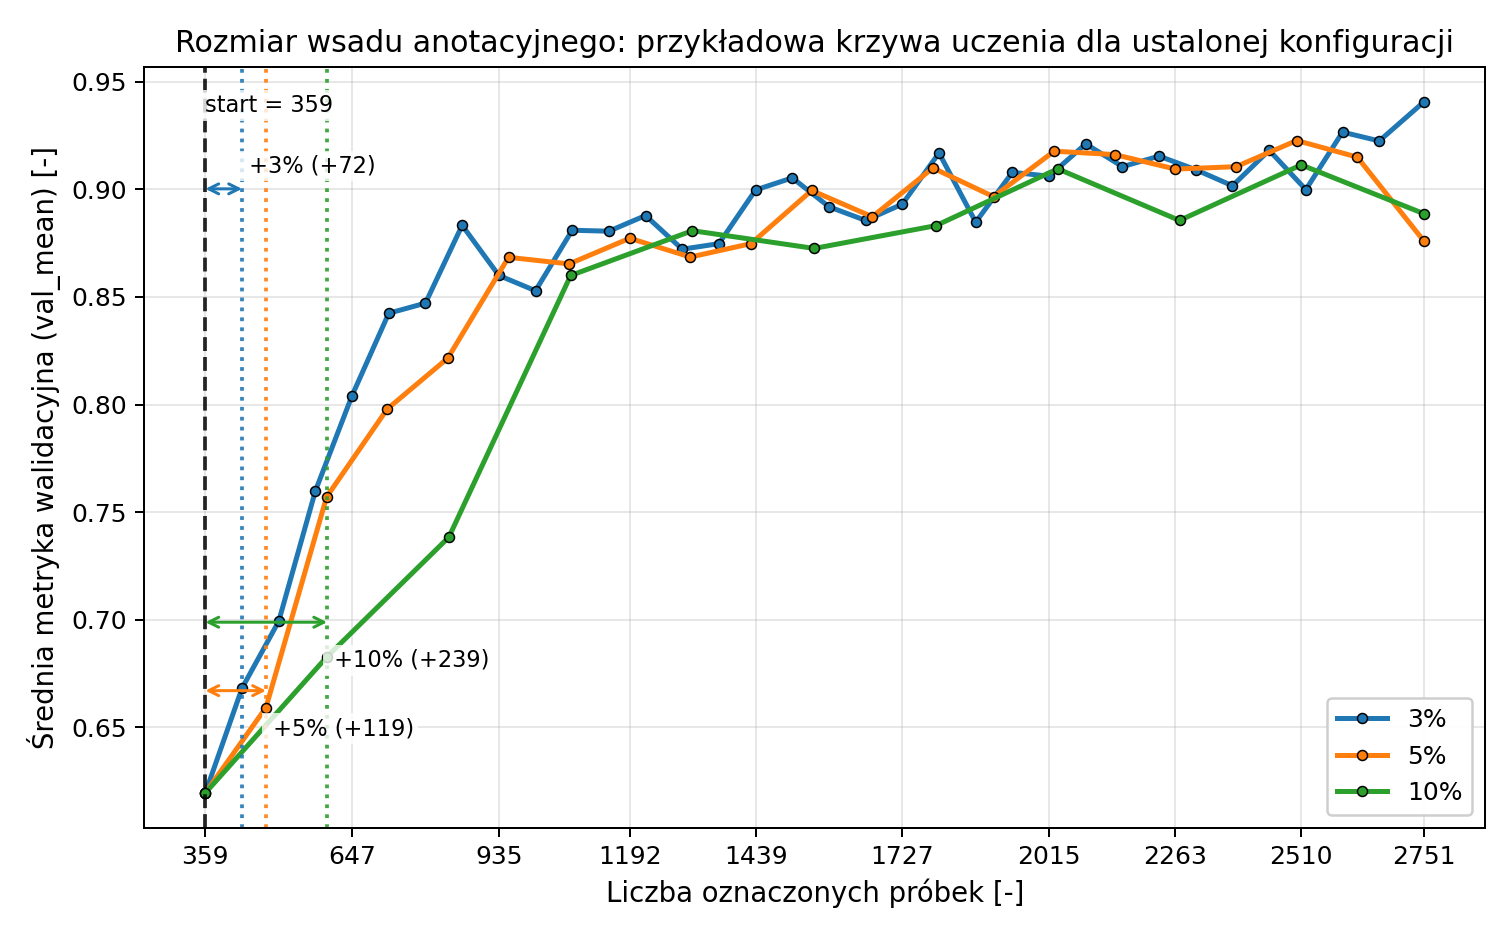 Rozmiar wsadu anotacyjnego: przykładowa krzywa uczenia dla ustalonej konfiguracji
Średnia metryka walidacyjna (val_mean) [-]
0.95
0.90
0.85
0.80
0.75
0.70
0.65
start = 359
+3% (+72)
+10% (+239)
+5% (+119)
3%
5%
10%
359 647 935 1192 1439 1727 2015 2263 2510 2751
Liczba oznaczonych próbek [-]